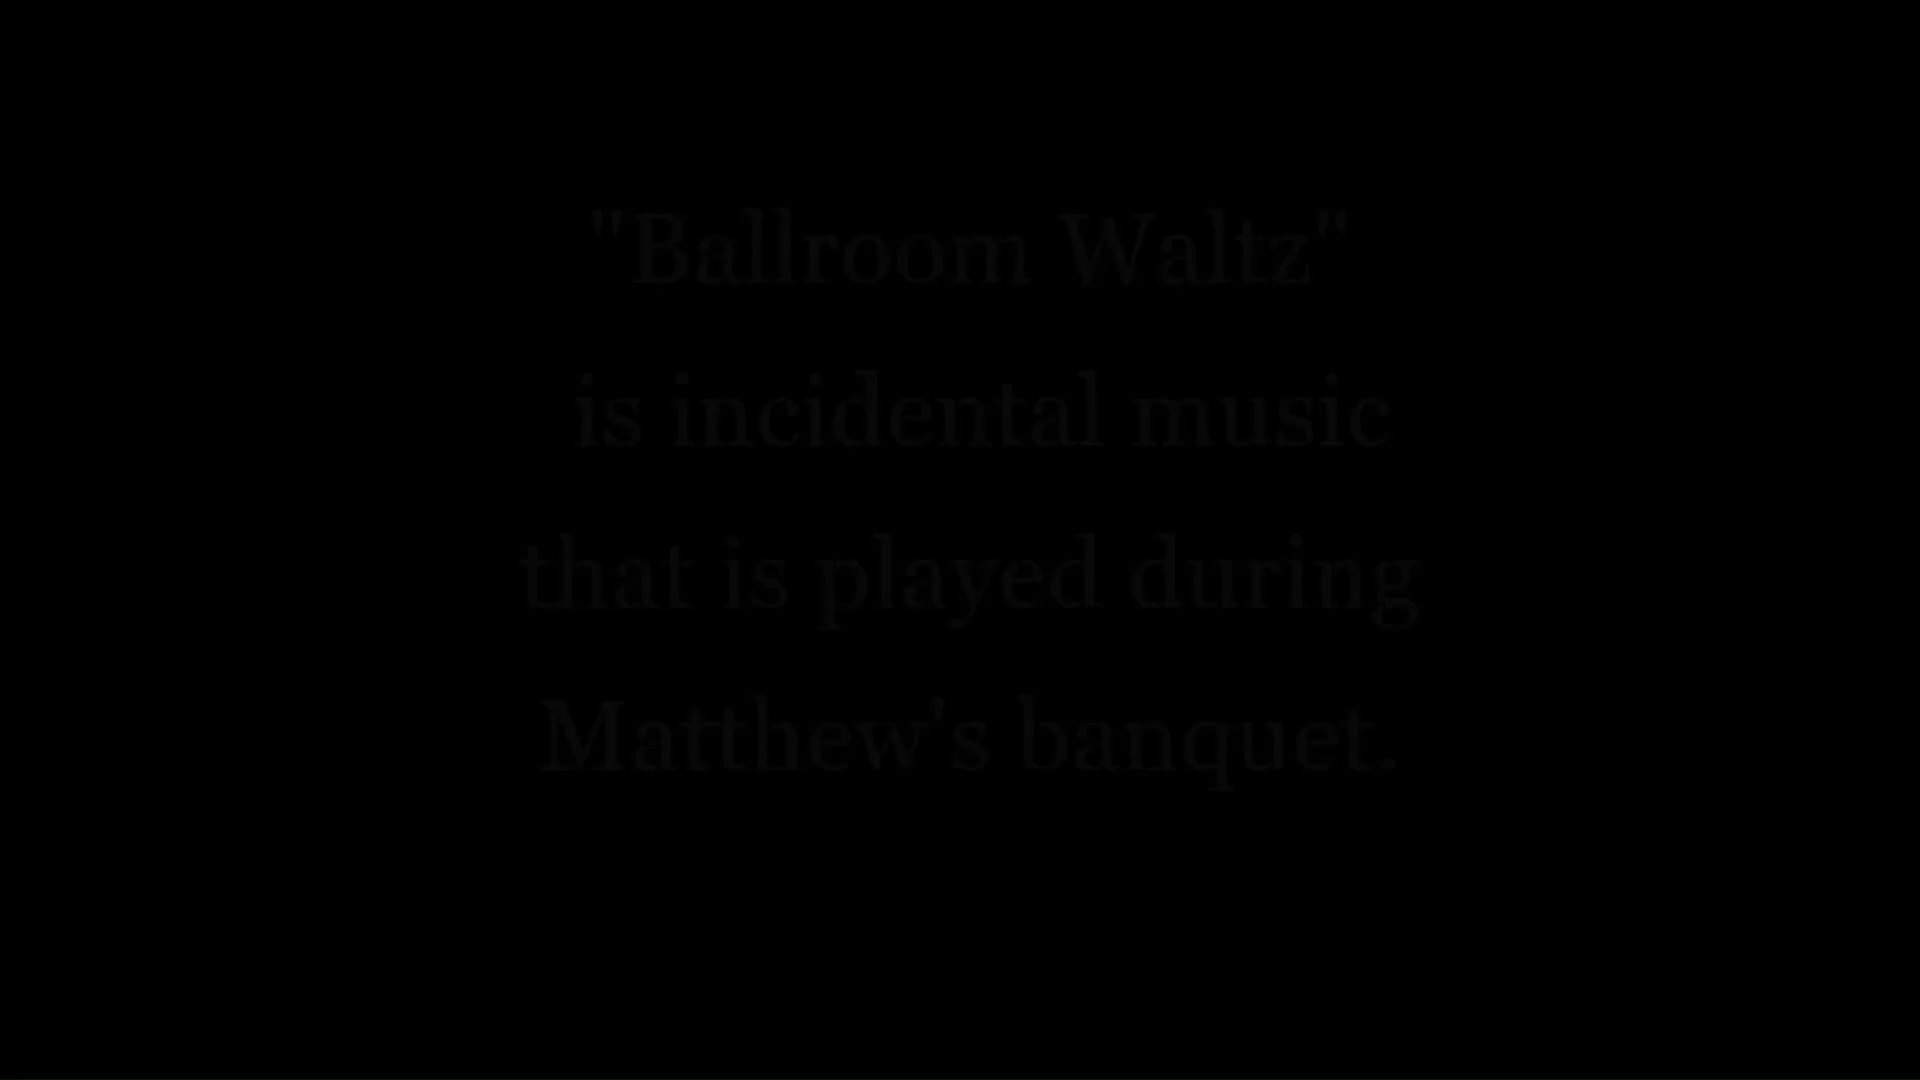 "Ballroom Waltz"
is incidental music
that is played during
Matthew's banquet.